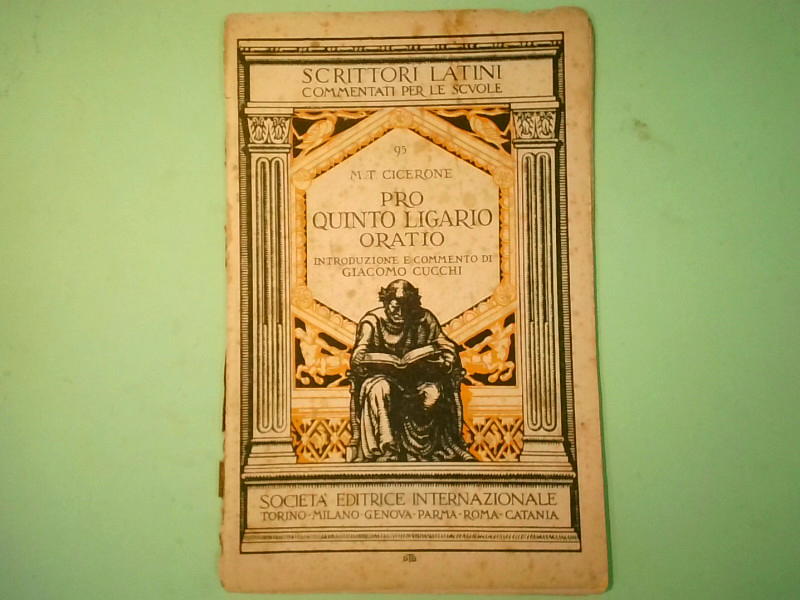 SCRITTORI LATINI
COMMENTATI PER LE SCVOLE
95
M.T. CICERONE
PRO
QUINTO LIGARIO
ORATIO
INTRODUZIONE E COMMENTO DI
GIACOMO CUCCHI
SOCIETÀ EDITRICE INTERNAZIONALE
TORINO-MILANO-GENOVA-PARMA-ROMA-CATANIA